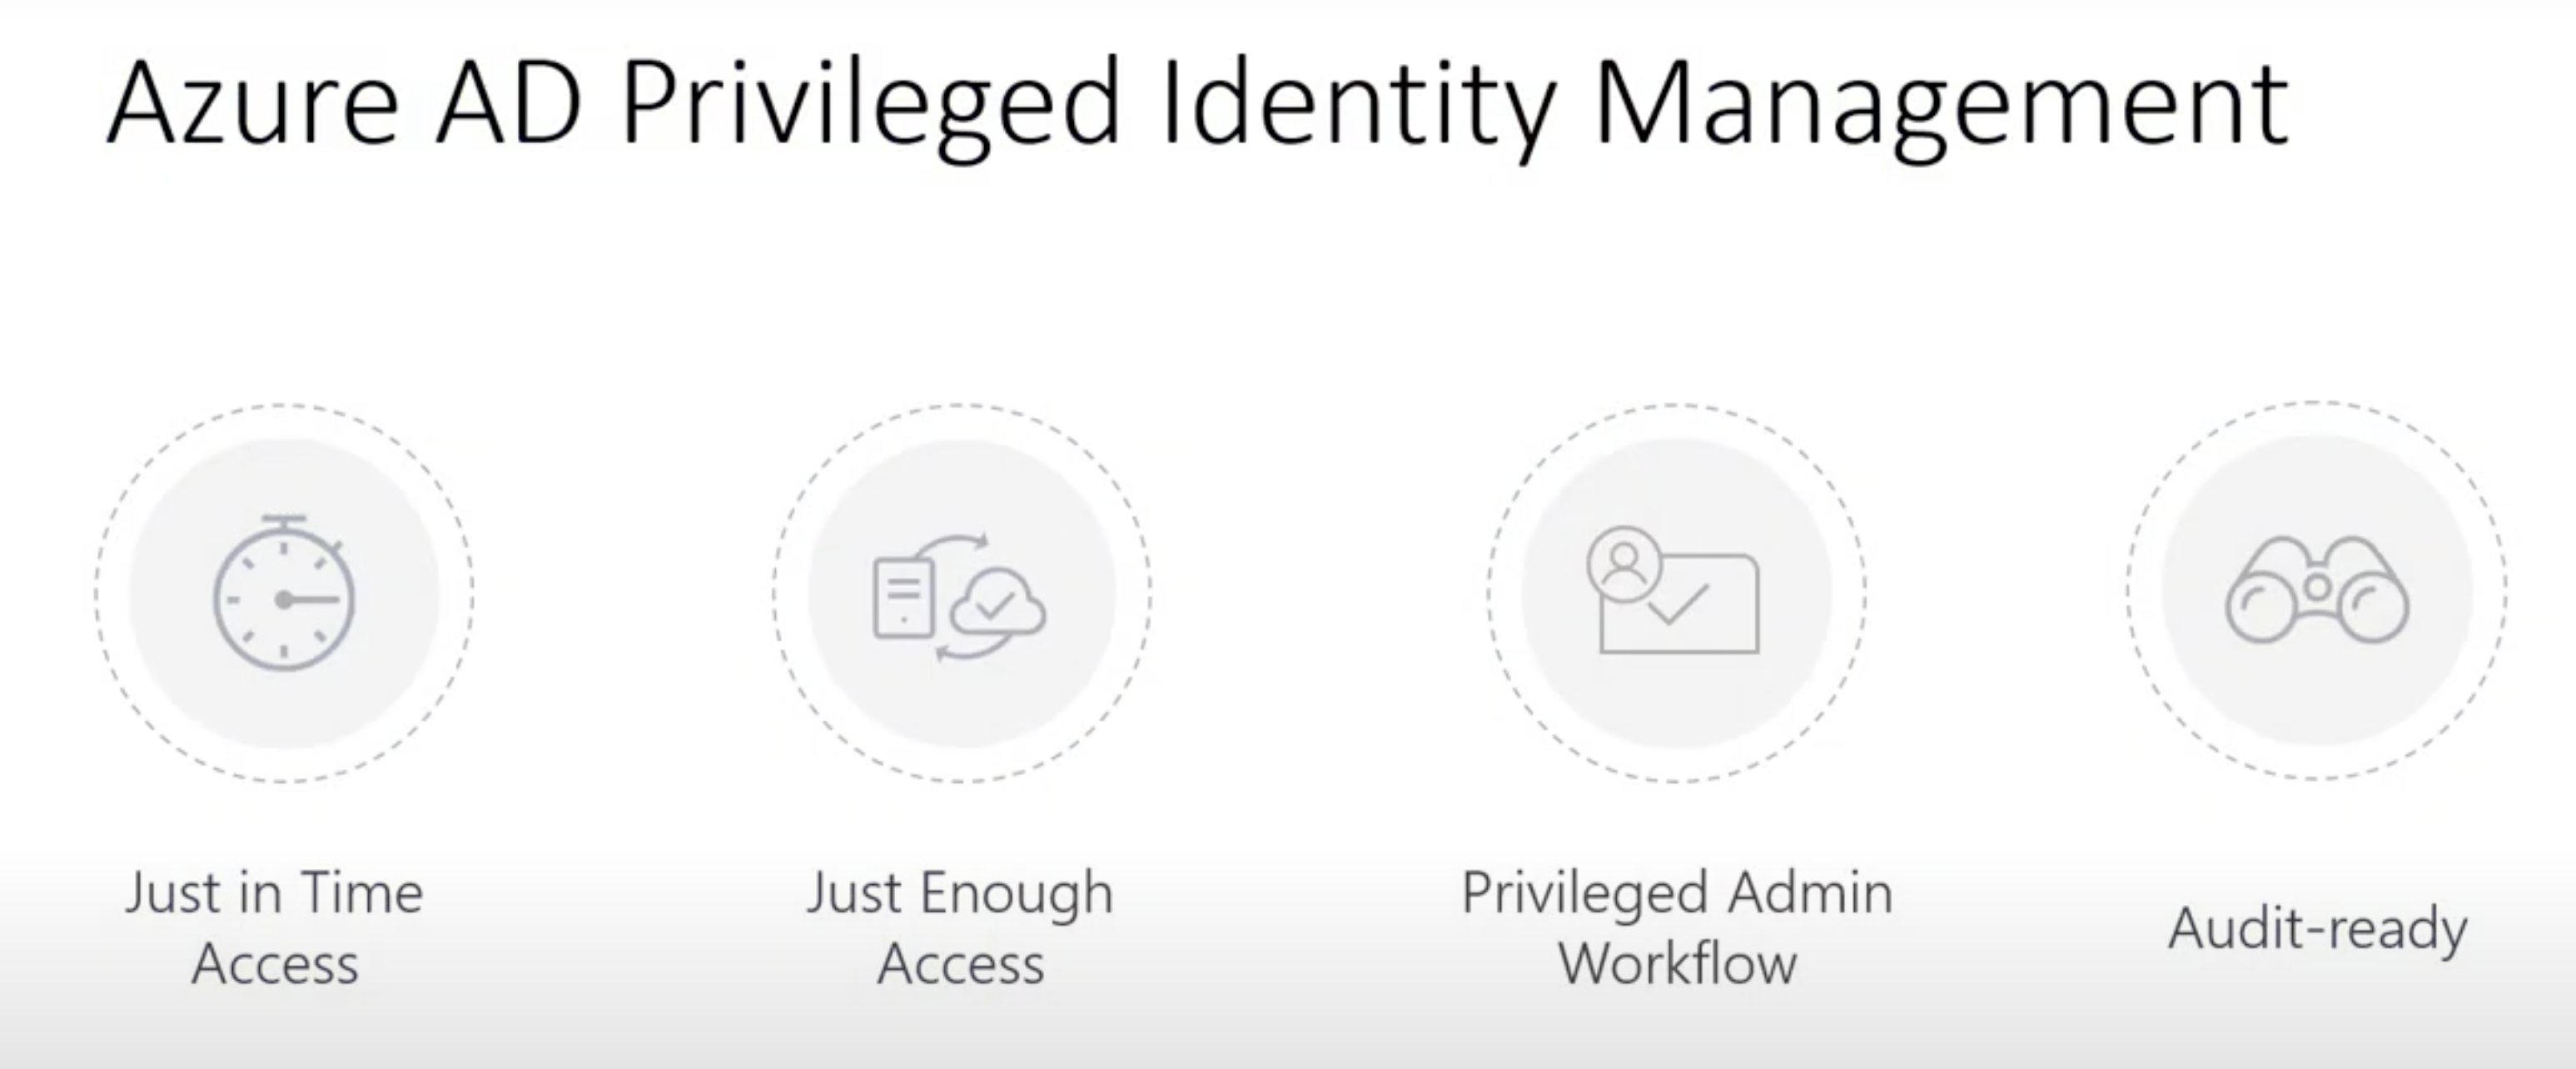 Azure AD Privileged Identity Management
Just in Time
Access
Just Enough
Access
Privileged Admin
Workflow
Audit-ready